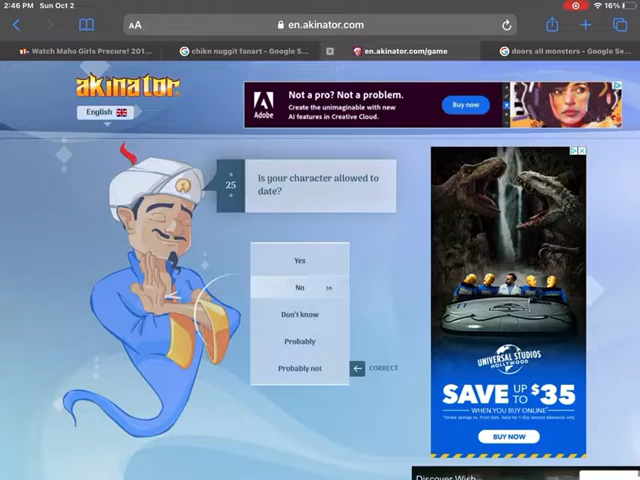 2:46 PM Sun Oct 2
16%
AA
en.akinator.com
Watch Maho Girls Precure! 201...
chikn nuggit fanart - Google S...
en.akinator.com/game
doors all monsters - Google Se...
akinator
English
Adobe
Not a pro? No problem.
Create the unimaginable with new
AI features in Creative Cloud.
Buy now
25
Is your character allowed to
date?
Yes
No
Don't know
Probably
Probably not
CORRECT
UNIVERSAL STUDIOS
HOLLYWOOD
SAVE UP TO $35
WHEN YOU BUY ONLINE*
BUY NOW
Discover Wish